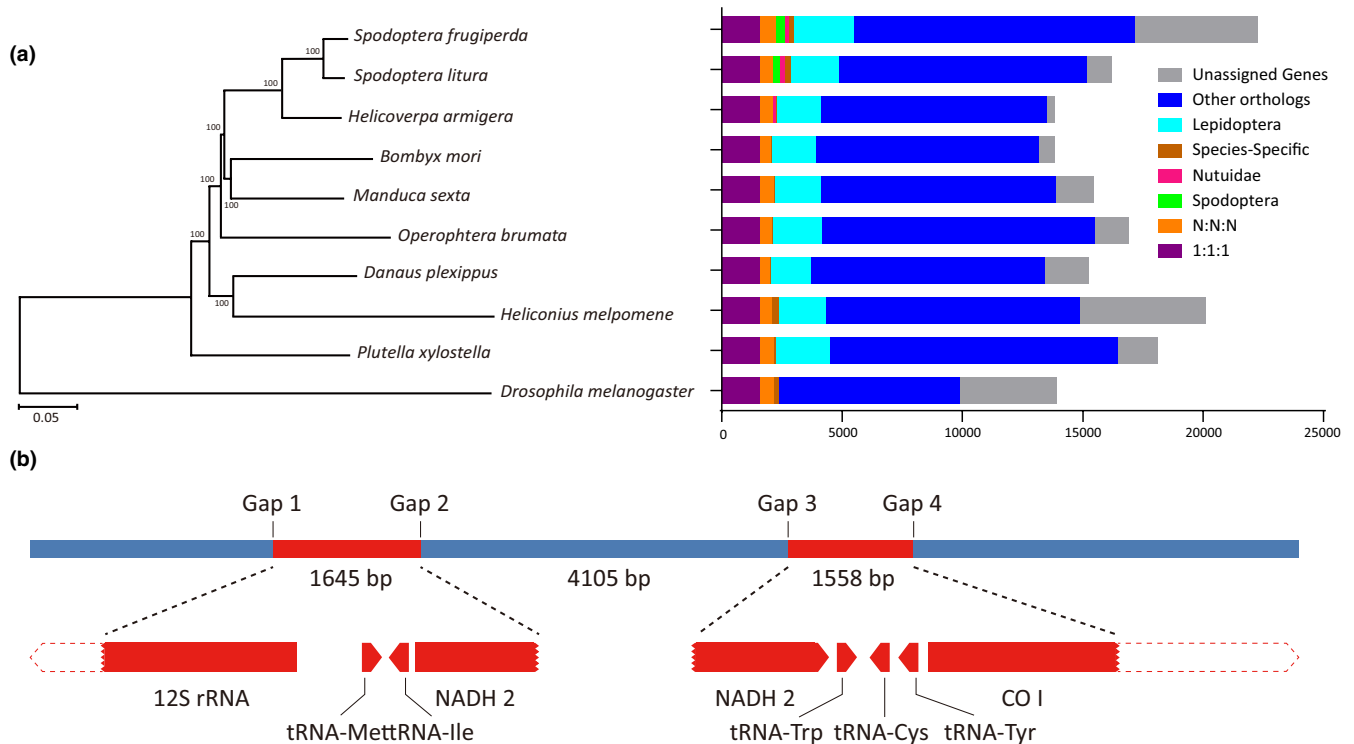 (a)
Spodoptera frugiperda
Spodoptera litura
Helicoverpa armigera
Bombyx mori
Manduca sexta
Operophtera brumata
Danaus plexippus
Heliconius melpomene
Plutella xylostella
Drosophila melanogaster
100
100
100
100
100
100
100
0.05
Unassigned Genes
Other orthologs
Lepidoptera
Species-Specific
Nutuidae
Spodoptera
N:N:N
1:1:1
0 5000 10000 15000 20000 25000
(b)
Gap 1 Gap 2 Gap 3 Gap 4
1645 bp 4105 bp 1558 bp
12S rRNA NADH 2 NADH 2 CO I
tRNA-Met tRNA-Ile tRNA-Trp tRNA-Cys tRNA-Tyr